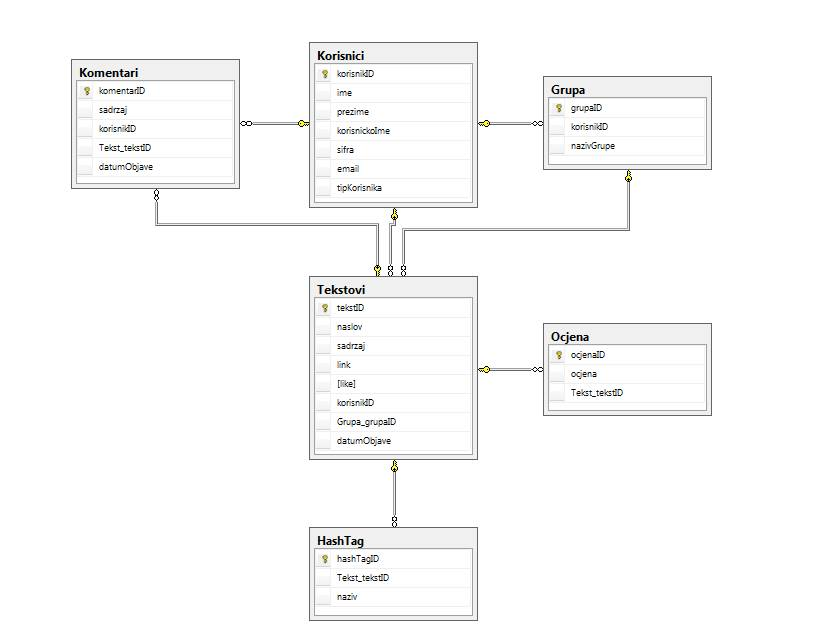 Komentari
komentarID
sadrzaj
korisnikID
Tekst_tekstID
datumObjave
Korisnici
korisnikID
ime
prezime
korisnickoIme
sifra
email
tipKorisnika
Grupa
grupaID
korisnikID
nazivGrupe
Tekstovi
tekstID
naslov
sadrzaj
link
[like]
korisnikID
Grupa_grupaID
datumObjave
Ocjena
ocjenaID
ocjena
Tekst_tekstID
HashTag
hashTagID
Tekst_tekstID
naziv